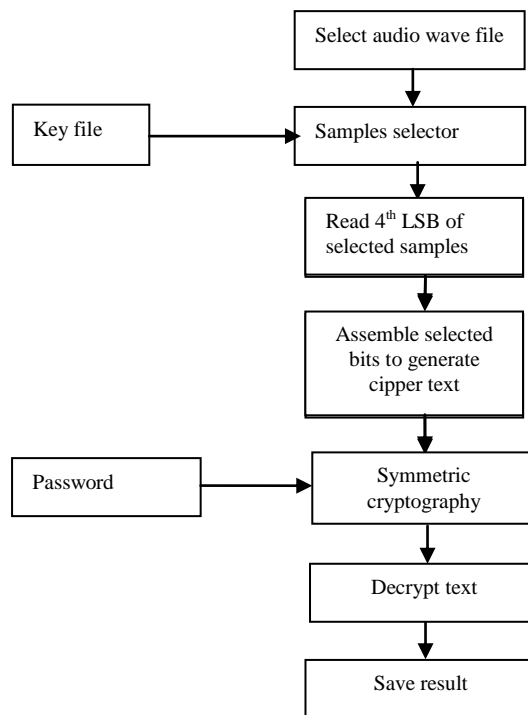 Select audio wave file
Key file
Samples selector
Read 4th LSB of
selected samples
Assemble selected
bits to generate
cipper text
Password
Symmetric
cryptography
Decrypt text
Save result